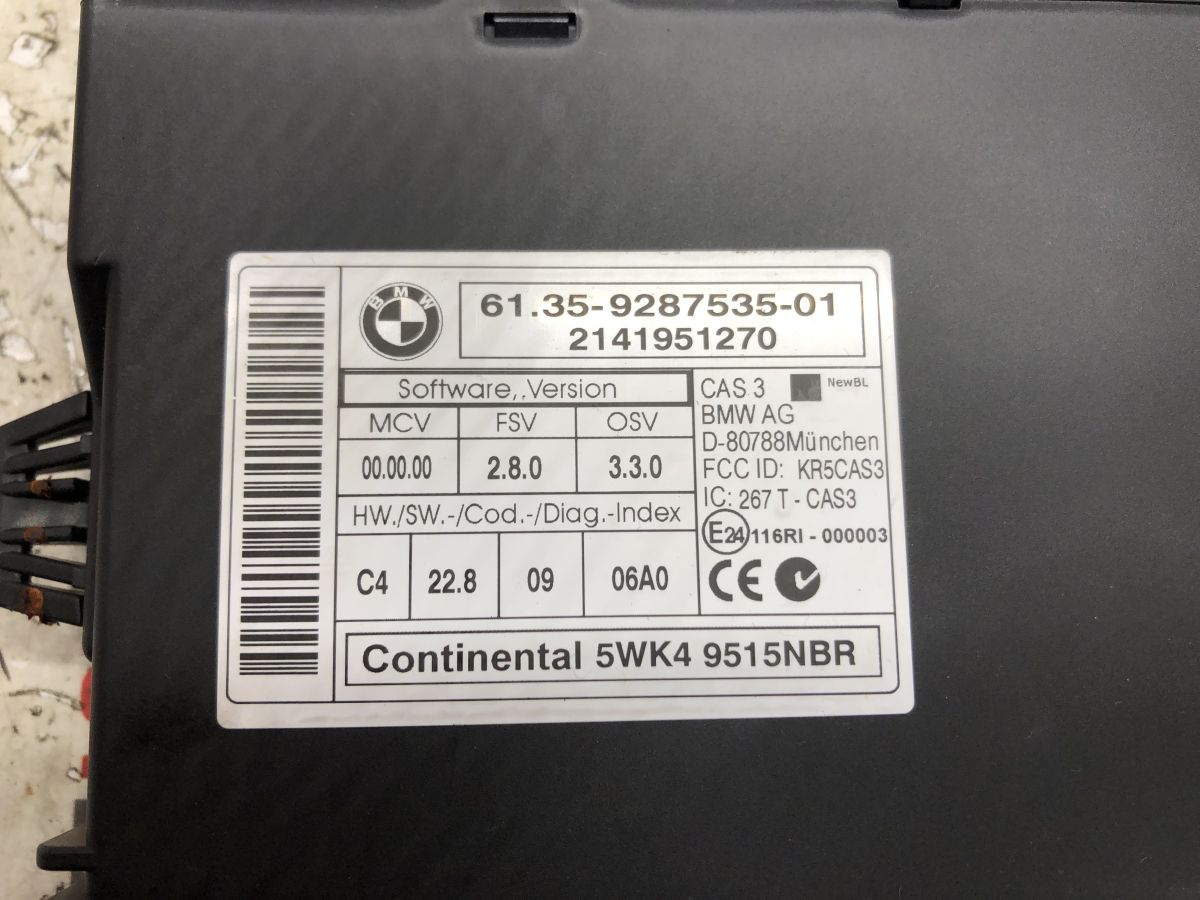 BMW
61.35-9287535-01
2141951270
Software,.Version
MCV FSV OSV
00.00.00 2.8.0 3.3.0
HW./SW.-/Cod.-/Diag.-Index
C4 22.8 09 06A0
CAS 3 NewBL
BMW AG
D-80788München
FCC ID: KR5CAS3
IC: 267 T - CAS3
E24 116RI - 000003
CE
Continental 5WK4 9515NBR